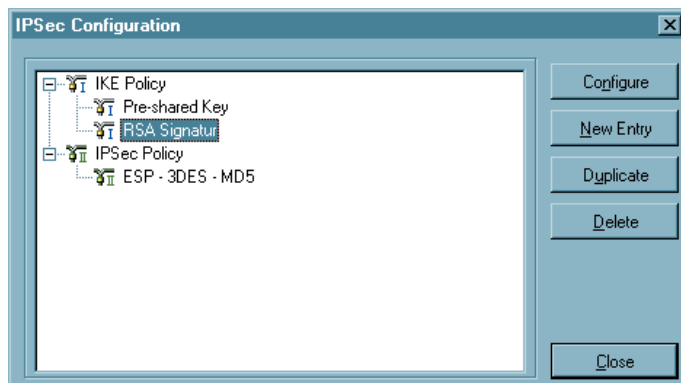 IPSec Configuration
IKE Policy
Pre-shared Key
RSA Signatur
IPSec Policy
ESP - 3DES - MD5
Configure
New Entry
Duplicate
Delete
Close